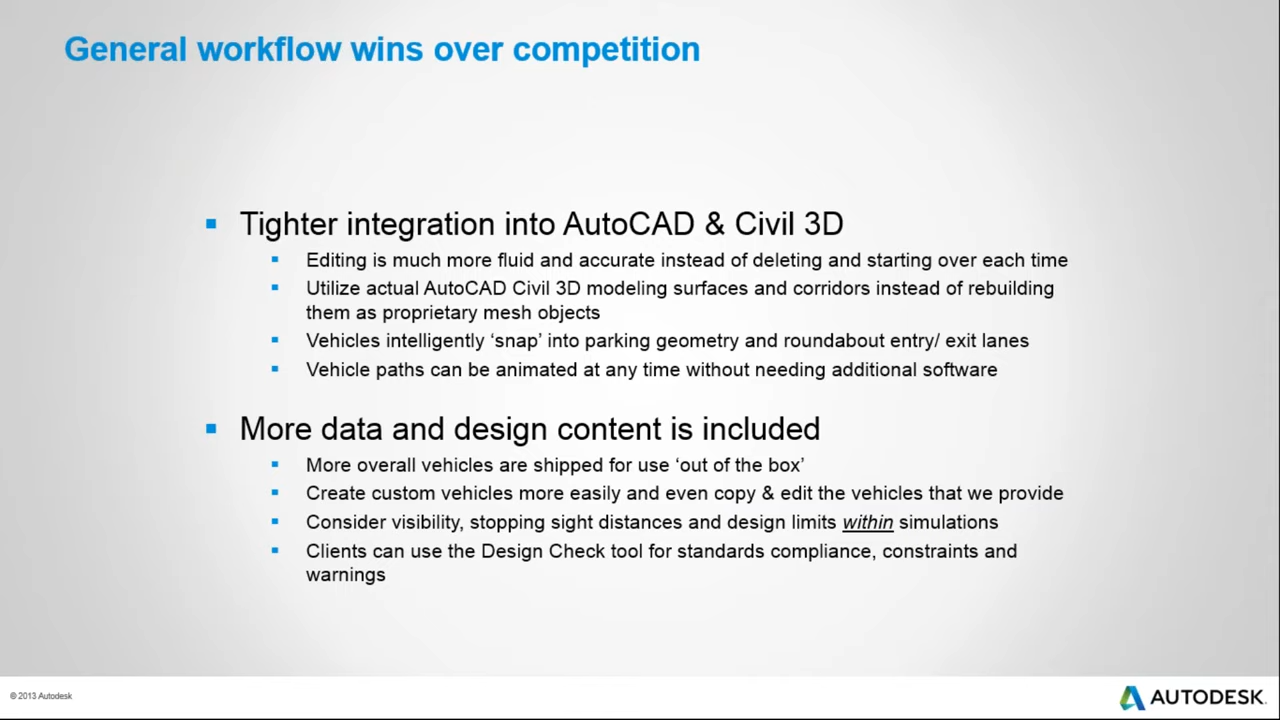 General workflow wins over competition
Tighter integration into AutoCAD & Civil 3D
Editing is much more fluid and accurate instead of deleting and starting over each time
Utilize actual AutoCAD Civil 3D modeling surfaces and corridors instead of rebuilding
them as proprietary mesh objects
Vehicles intelligently ‘snap’ into parking geometry and roundabout entry/ exit lanes
Vehicle paths can be animated at any time without needing additional software
More data and design content is included
More overall vehicles are shipped for use ‘out of the box’
Create custom vehicles more easily and even copy & edit the vehicles that we provide
Consider visibility, stopping sight distances and design limits within simulations
Clients can use the Design Check tool for standards compliance, constraints and
warnings
© 2013 Autodesk
AUTODESK.